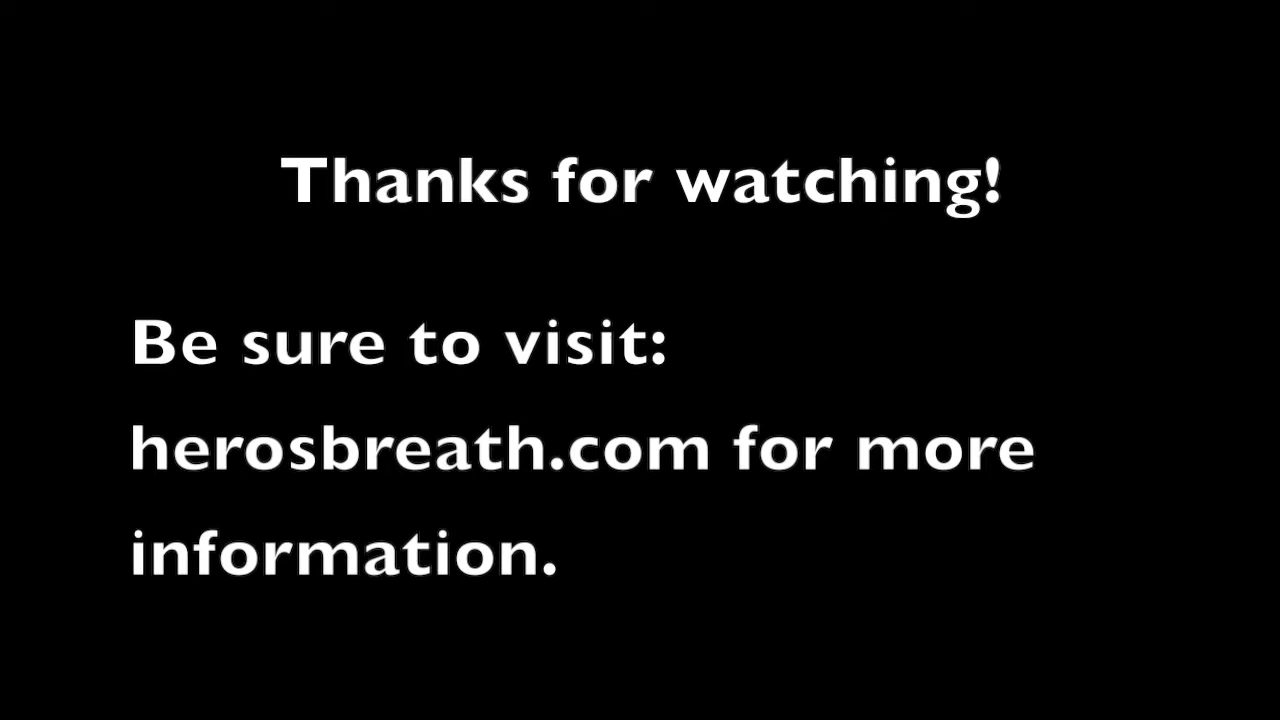 Thanks for watching!
Be sure to visit:
herosbreath.com for more
information.